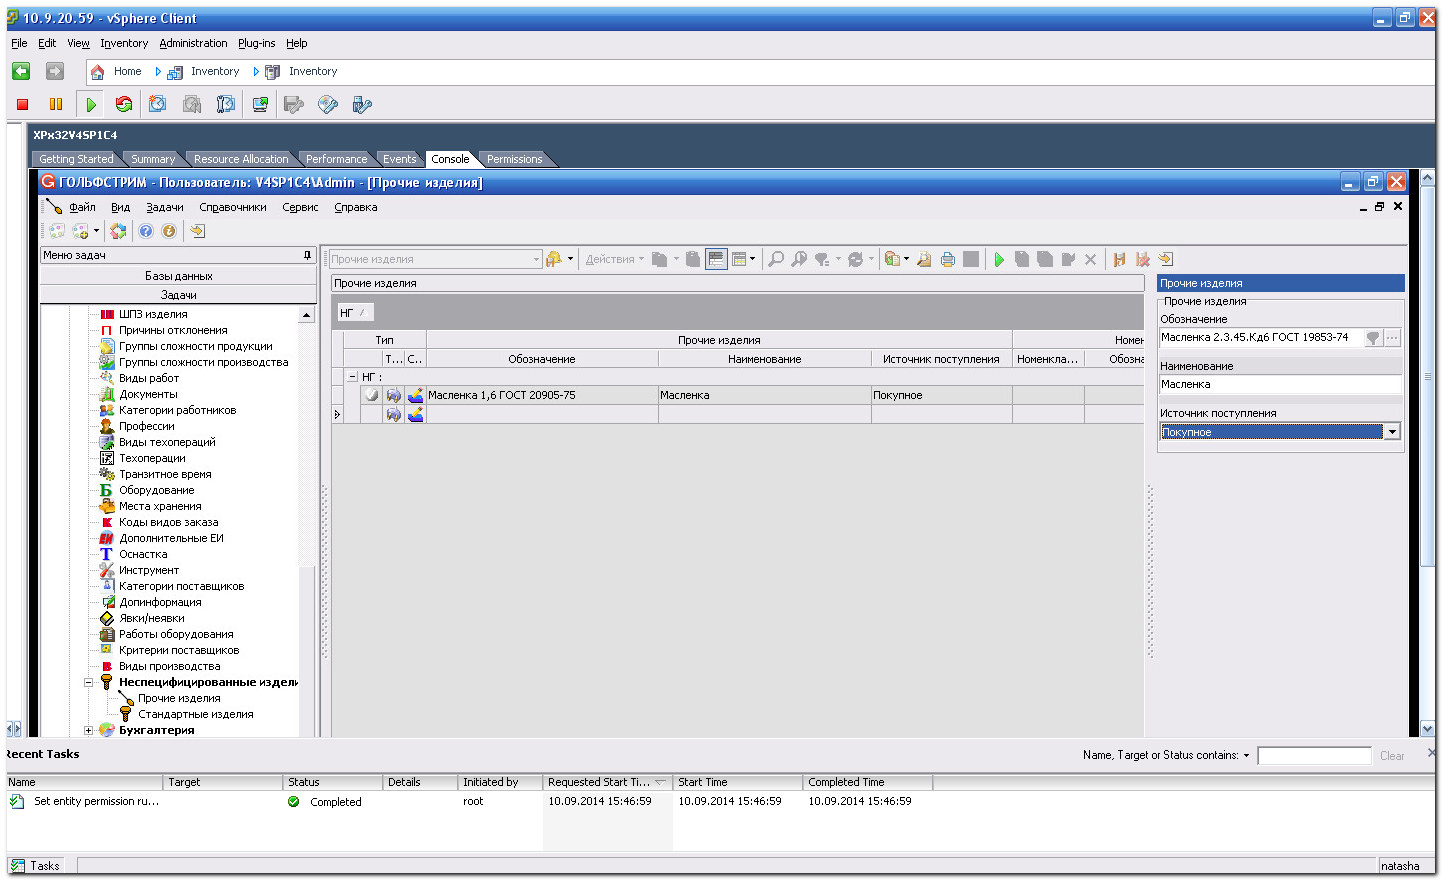 10.9.20.59 - vSphere Client
File Edit View Inventory Administration Plug-ins Help
Home Inventory Inventory
XPx32V4SP1C4
Getting Started Summary Resource Allocation Performance Events Console Permissions
ГОЛЬФСТРИМ - Пользователь: V4SP1C4\Admin - [Прочие изделия]
Файл Вид Задачи Справочники Сервис Справка
Меню задач
Базы данных
Задачи
ШПЗ изделия
Причины отклонения
Группы сложности продукции
Группы сложности производства
Виды работ
Документы
Категории работников
Профессии
Виды техопераций
Техоперации
Транзитное время
Оборудование
Места хранения
Коды видов заказа
Дополнительные ЕИ
Оснастка
Инструмент
Категории поставщиков
Допинформация
Явки/неявки
Работы оборудования
Критерии поставщиков
Виды производства
Неспецифицированные издели
Прочие изделия
Стандартные изделия
Бухгалтерия
Прочие изделия Действия
Прочие изделия
НГ
Тип Прочие изделия Номен
Т... С.. Обозначение Наименование Источник поступления Номенкла... Обозна
НГ :
Масленка 1,6 ГОСТ 20905-75 Масленка Покупное
Прочие изделия
Прочие изделия
Обозначение
Масленка 2.3.45.Кд6 ГОСТ 19853-74
Наименование
Масленка
Источник поступления
Покупное
Recent Tasks
Name, Target or Status contains: Clear
Name Target Status Details Initiated by Requested Start Ti... Start Time Completed Time
Set entity permission ru... Completed root 10.09.2014 15:46:59 10.09.2014 15:46:59 10.09.2014 15:46:59
Tasks natasha